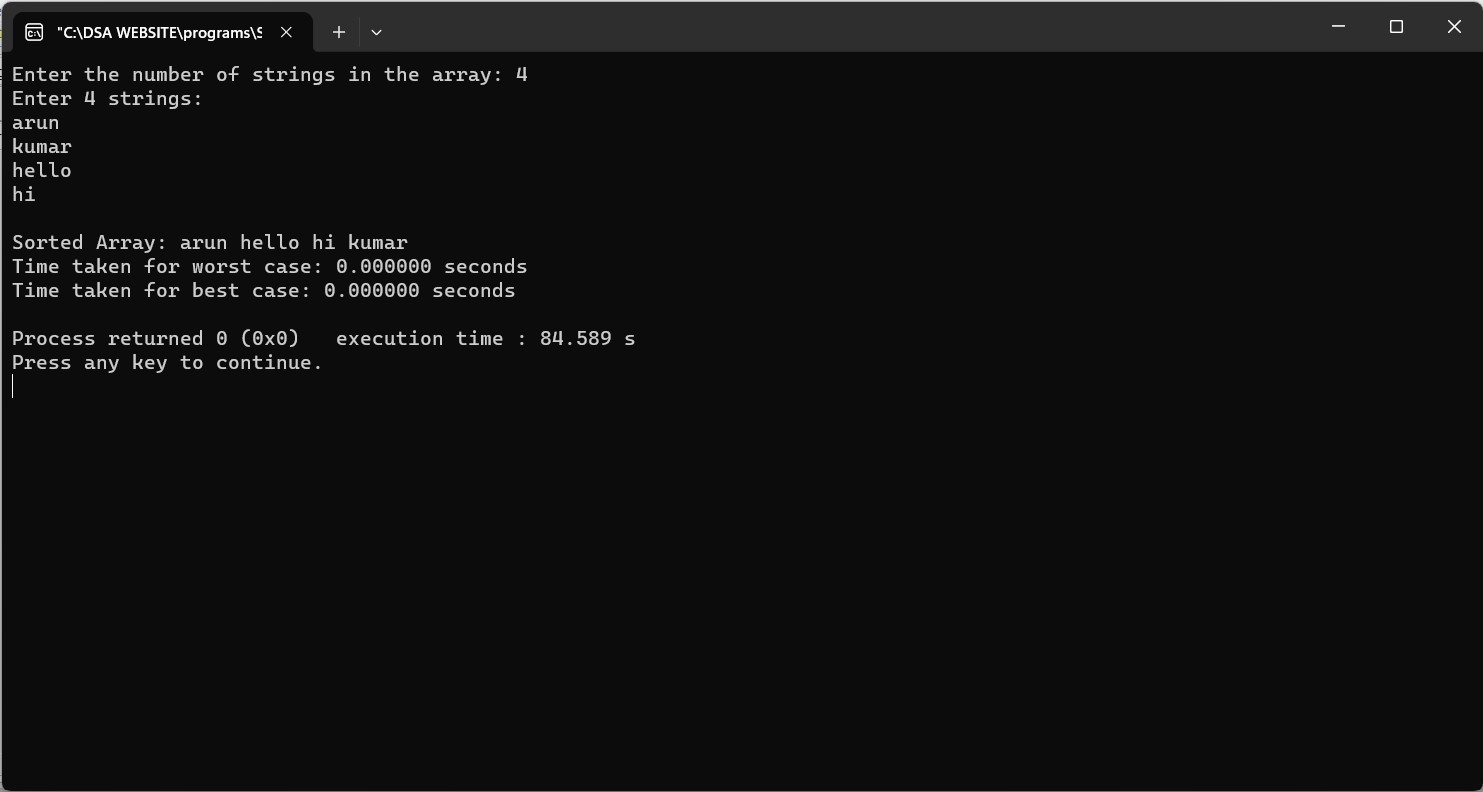 "C:\DSA WEBSITE\programs\S
Enter the number of strings in the array: 4
Enter 4 strings:
arun
kumar
hello
hi
Sorted Array: arun hello hi kumar
Time taken for worst case: 0.000000 seconds
Time taken for best case: 0.000000 seconds
Process returned 0 (0x0)   execution time : 84.589 s
Press any key to continue.